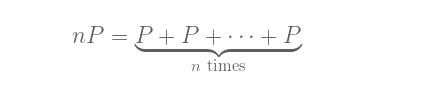 nP = P + P + ··· + P
n times